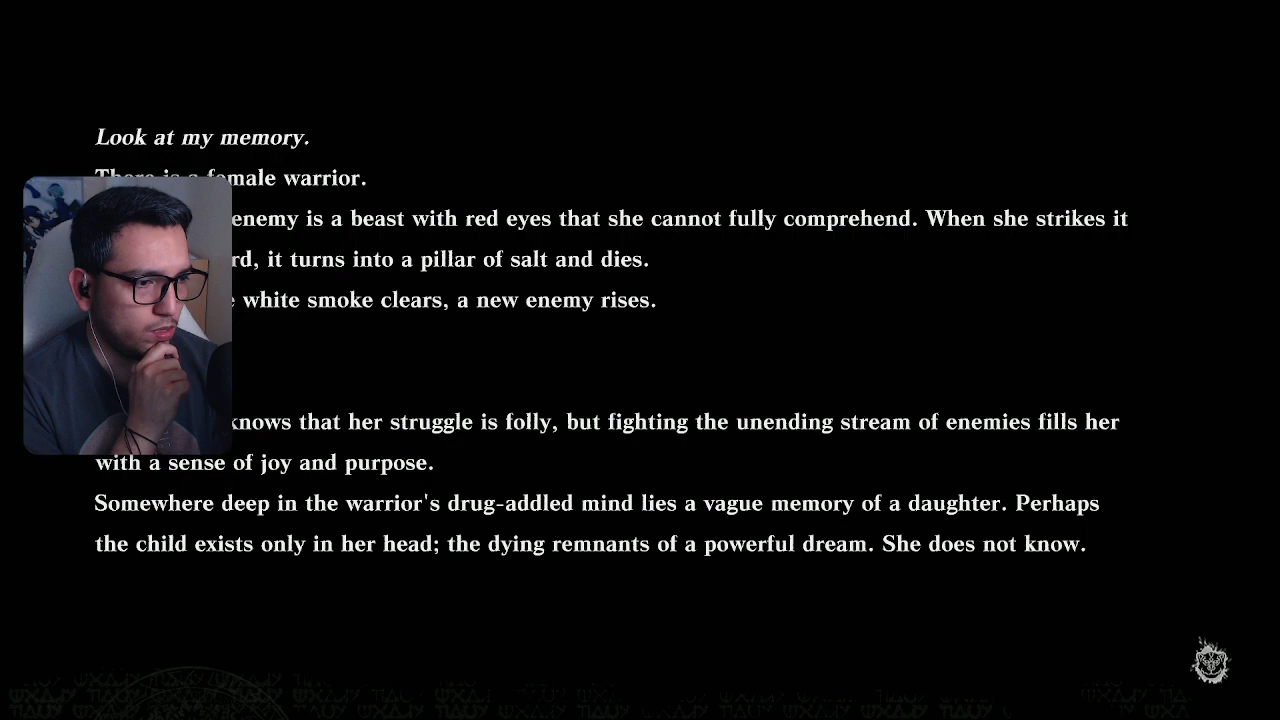 Look at my memory.
There is a female warrior.
enemy is a beast with red eyes that she cannot fully comprehend. When she strikes it
it turns into a pillar of salt and dies.
white smoke clears, a new enemy rises.
knows that her struggle is folly, but fighting the unending stream of enemies fills her
with a sense of joy and purpose.
Somewhere deep in the warrior's drug-addled mind lies a vague memory of a daughter. Perhaps
the child exists only in her head; the dying remnants of a powerful dream. She does not know.